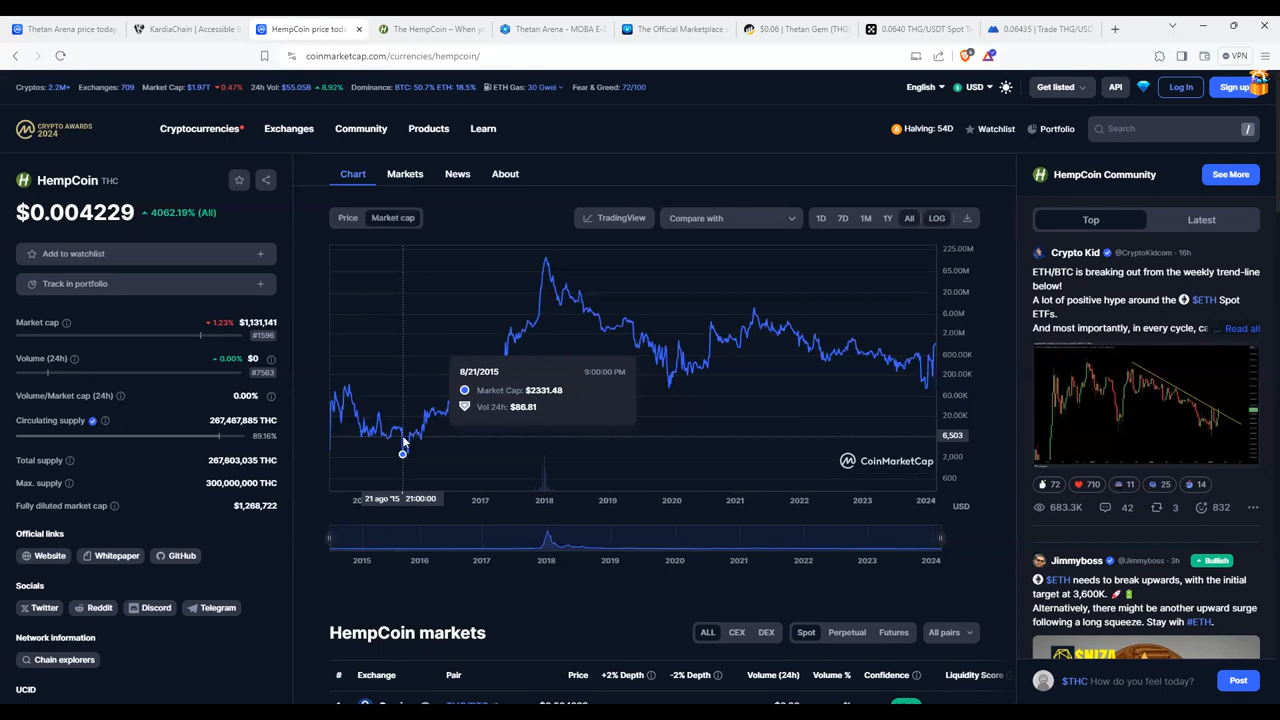 Thetan Arena price today
KardiaChain | Accessible B
HempCoin price today
The HempCoin – When yo
Thetan Arena - MOBA E-S
The Official Marketplace o
$0.06 | Thetan Gem (THG)
0.0640 THG/USDT Spot T
0.06435 | Trade THG/USD
coinmarketcap.com/currencies/hempcoin/
VPN
Cryptos: 2.2M+ Exchanges: 709 Market Cap: $1.97T 0.47% 24h Vol: $55.05B 8.92% Dominance: BTC: 50.7% ETH: 18.5% ETH Gas: 30 Gwei Fear & Greed: 72/100
English USD Get listed API Log In Sign up
CRYPTO AWARDS
2024
Cryptocurrencies Exchanges Community Products Learn
Halving: 54D Watchlist Portfolio Search /
HempCoin THC
$0.004229 4062.19% (All)
Add to watchlist +
Track in portfolio +
Market cap 1.23% $1,131,141
#1596
Volume (24h) 0.00% $0
#7563
Volume/Market cap (24h) 0.00%
Circulating supply 267,467,885 THC
89.16%
Total supply 267,603,035 THC
Max. supply 300,000,000 THC
Fully diluted market cap $1,268,722
Official links
Website Whitepaper GitHub
Socials
Twitter Reddit Discord Telegram
Network information
Chain explorers
UCID
Chart Markets News About
Price Market cap
TradingView Compare with 1D 7D 1M 1Y All LOG
225.00M
65.00M
20.00M
6.00M
2.00M
600.00K
200.00K
60.00K
20.00K
6,503
2,000
600
8/21/2015 9:00:00 PM
Market Cap: $2331.48
Vol 24h: $86.81
CoinMarketCap
21 ago '15 21:00:00
2017 2018 2019 2020 2021 2022 2023 2024 USD
2015 2016 2017 2018 2019 2020 2021 2022 2023 2024
HempCoin markets
ALL CEX DEX Spot Perpetual Futures All pairs
# Exchange Pair Price +2% Depth -2% Depth Volume (24h) Volume % Confidence Liquidity Score
HempCoin Community See More
Top Latest
Crypto Kid @CryptoKidcom · 16h
ETH/BTC is breaking out from the weekly trend-line
below!
A lot of positive hype around the $ETH Spot
ETFs.
And most importantly, in every cycle, ca ... Read all
72 710 11 25 14
683.3K 42 3 832
Jimmyboss @Jimmyboss · 3h Bullish
$ETH needs to break upwards, with the initial
target at 3,600K.
Alternatively, there might be another upward surge
following a long squeeze. Stay wih #ETH.
$NIZA
$THC How do you feel today? Post